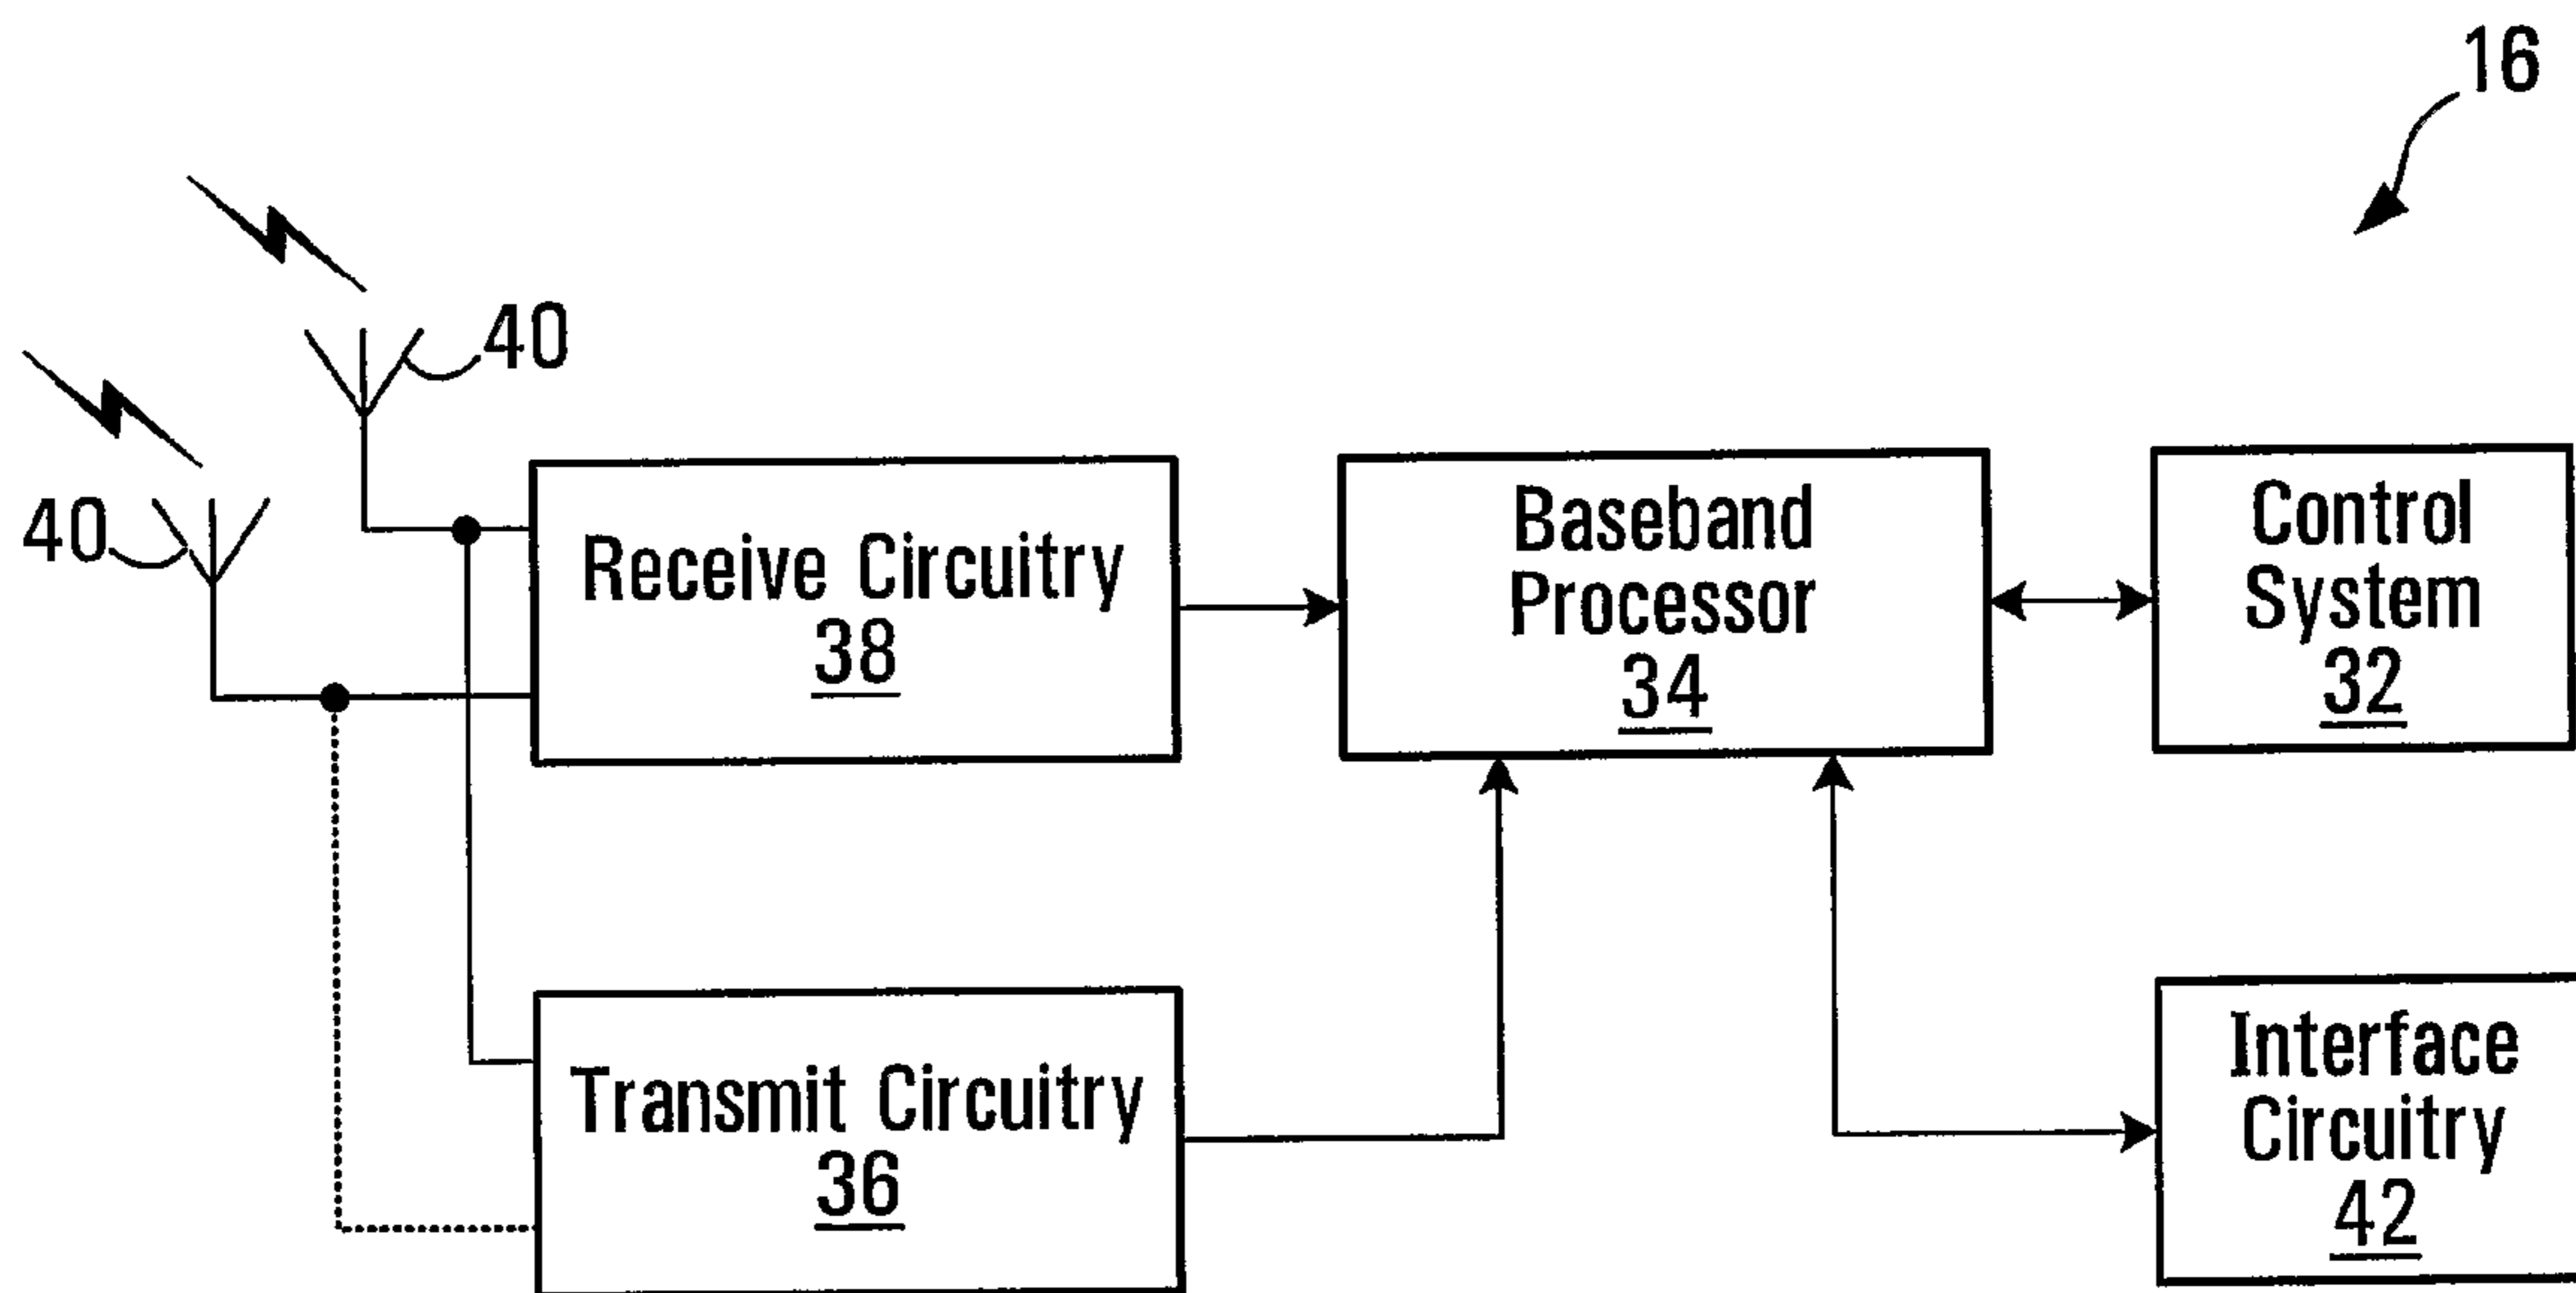 16
40
40
Receive Circuitry
38
Baseband
Processor
34
Control
System
32
Transmit Circuitry
36
Interface
Circuitry
42